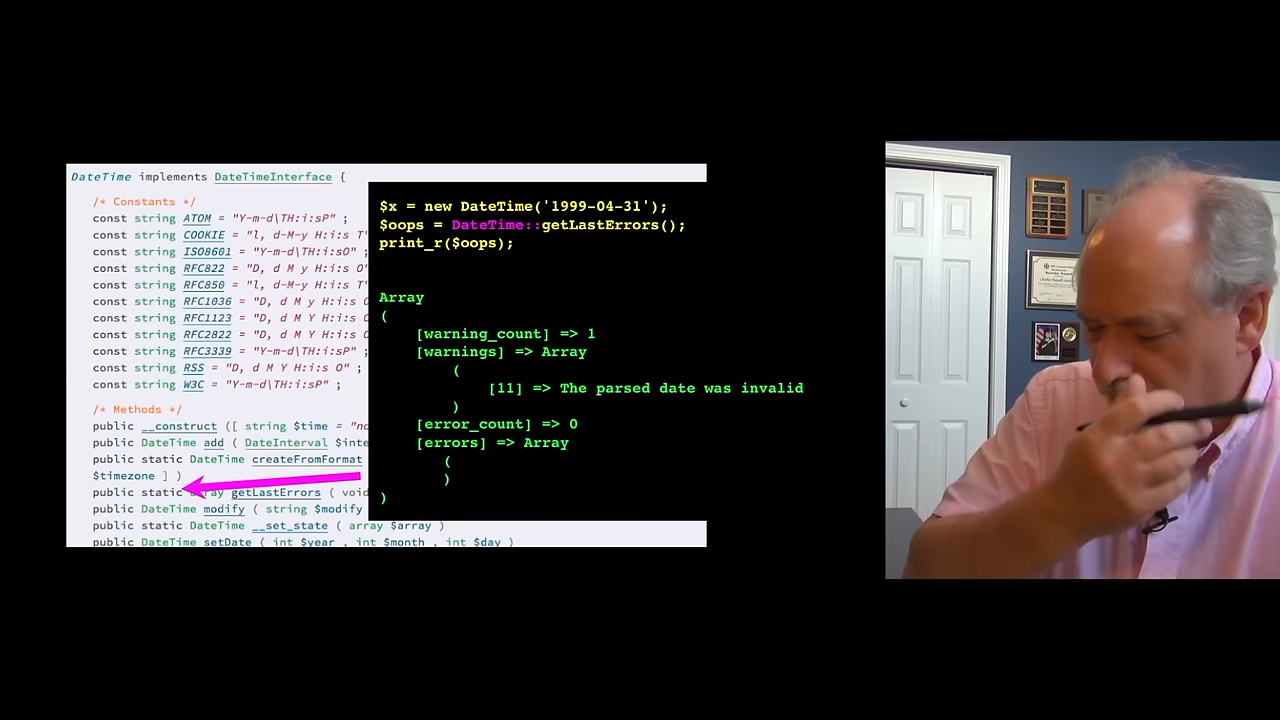 DateTime implements DateTimeInterface {
/* Constants */
const string ATOM = "Y-m-d\TH:i:sP" ;
const string COOKIE = "l, d-M-y H:i:s T"
const string ISO8601 = "Y-m-d\TH:i:sO" ;
const string RFC822 = "D, d M y H:i:s O"
const string RFC850 = "l, d-M-y H:i:s
const string RFC1036 = "D, d M y H:i:s
const string RFC1123 = "D, d M Y H:i:s
const string RFC2822 = "D, d M Y H:i:s
const string RFC3339 = "Y-m-d\TH:i:sP" ;
const string RSS = "D, d M Y H:i:s O" ;
const string W3C = "Y-m-d\TH:i:sP" ;
/* Methods */
public __construct ([ string $time =
public DateTime add ( DateInterval
public static DateTime createFromFormat
$timezone ] )
public static getLastErrors ( void
public DateTime modify ( string $modify
public static DateTime __set_state ( array $array )
public DateTime setDate ( int $year , int $month , int $day )
$x = new DateTime('1999-04-31');
$oops = DateTime::getLastErrors();
print_r($oops);
Array
(
[warning_count] => 1
[warnings] => Array
(
[11] => The parsed date was invalid
)
[error_count] => 0
[errors] => Array
(
)
)